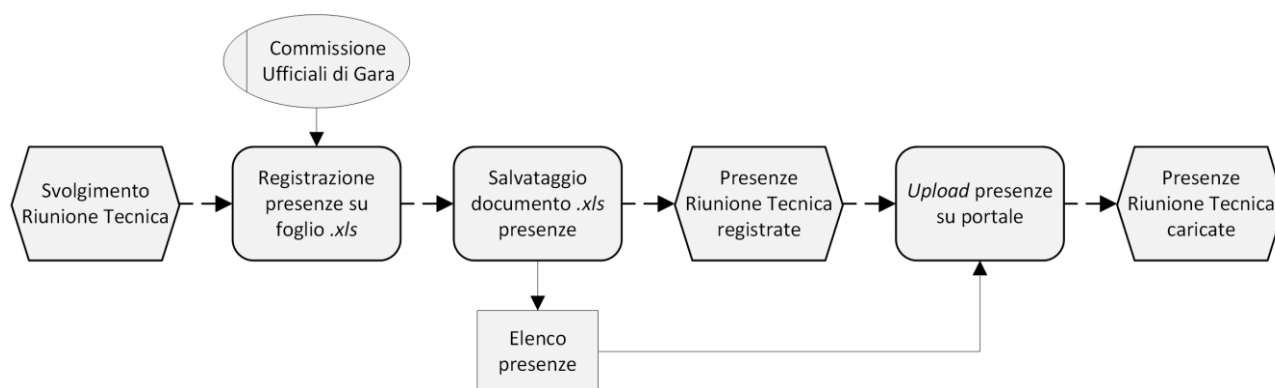 Commissione
Ufficiali di Gara
Svolgimento
Riunione Tecnica
Registrazione
presenze su
foglio .xls
Salvataggio
documento .xls
presenze
Presenze
Riunione Tecnica
registrate
Upload presenze
su portale
Presenze
Riunione Tecnica
caricate
Elenco
presenze